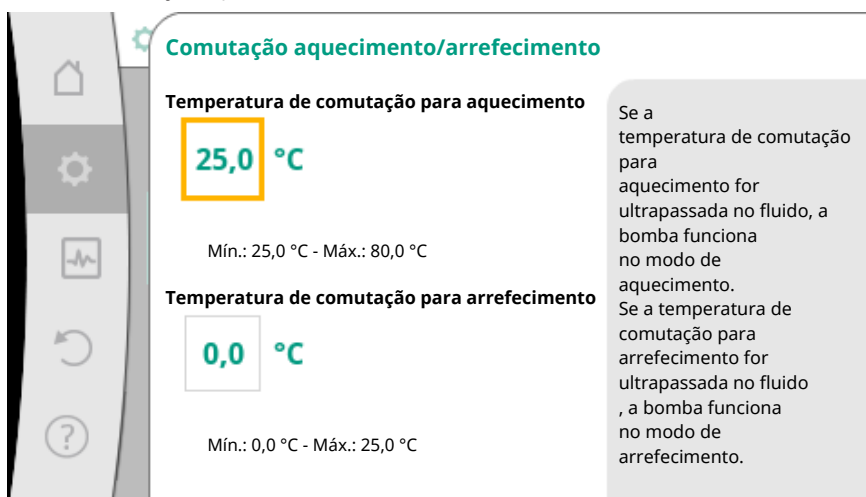 Comutação aquecimento/arrefecimento
Temperatura de comutação para aquecimento
25,0 °C
Mín.: 25,0 °C - Máx.: 80,0 °C
Temperatura de comutação para arrefecimento
0,0 °C
Mín.: 0,0 °C - Máx.: 25,0 °C
Se a
temperatura de comutação
para
aquecimento for
ultrapassada no fluido, a
bomba funciona
no modo de
aquecimento.
Se a temperatura de
comutação para
arrefecimento for
ultrapassada no fluido
, a bomba funciona
no modo de
arrefecimento.
?